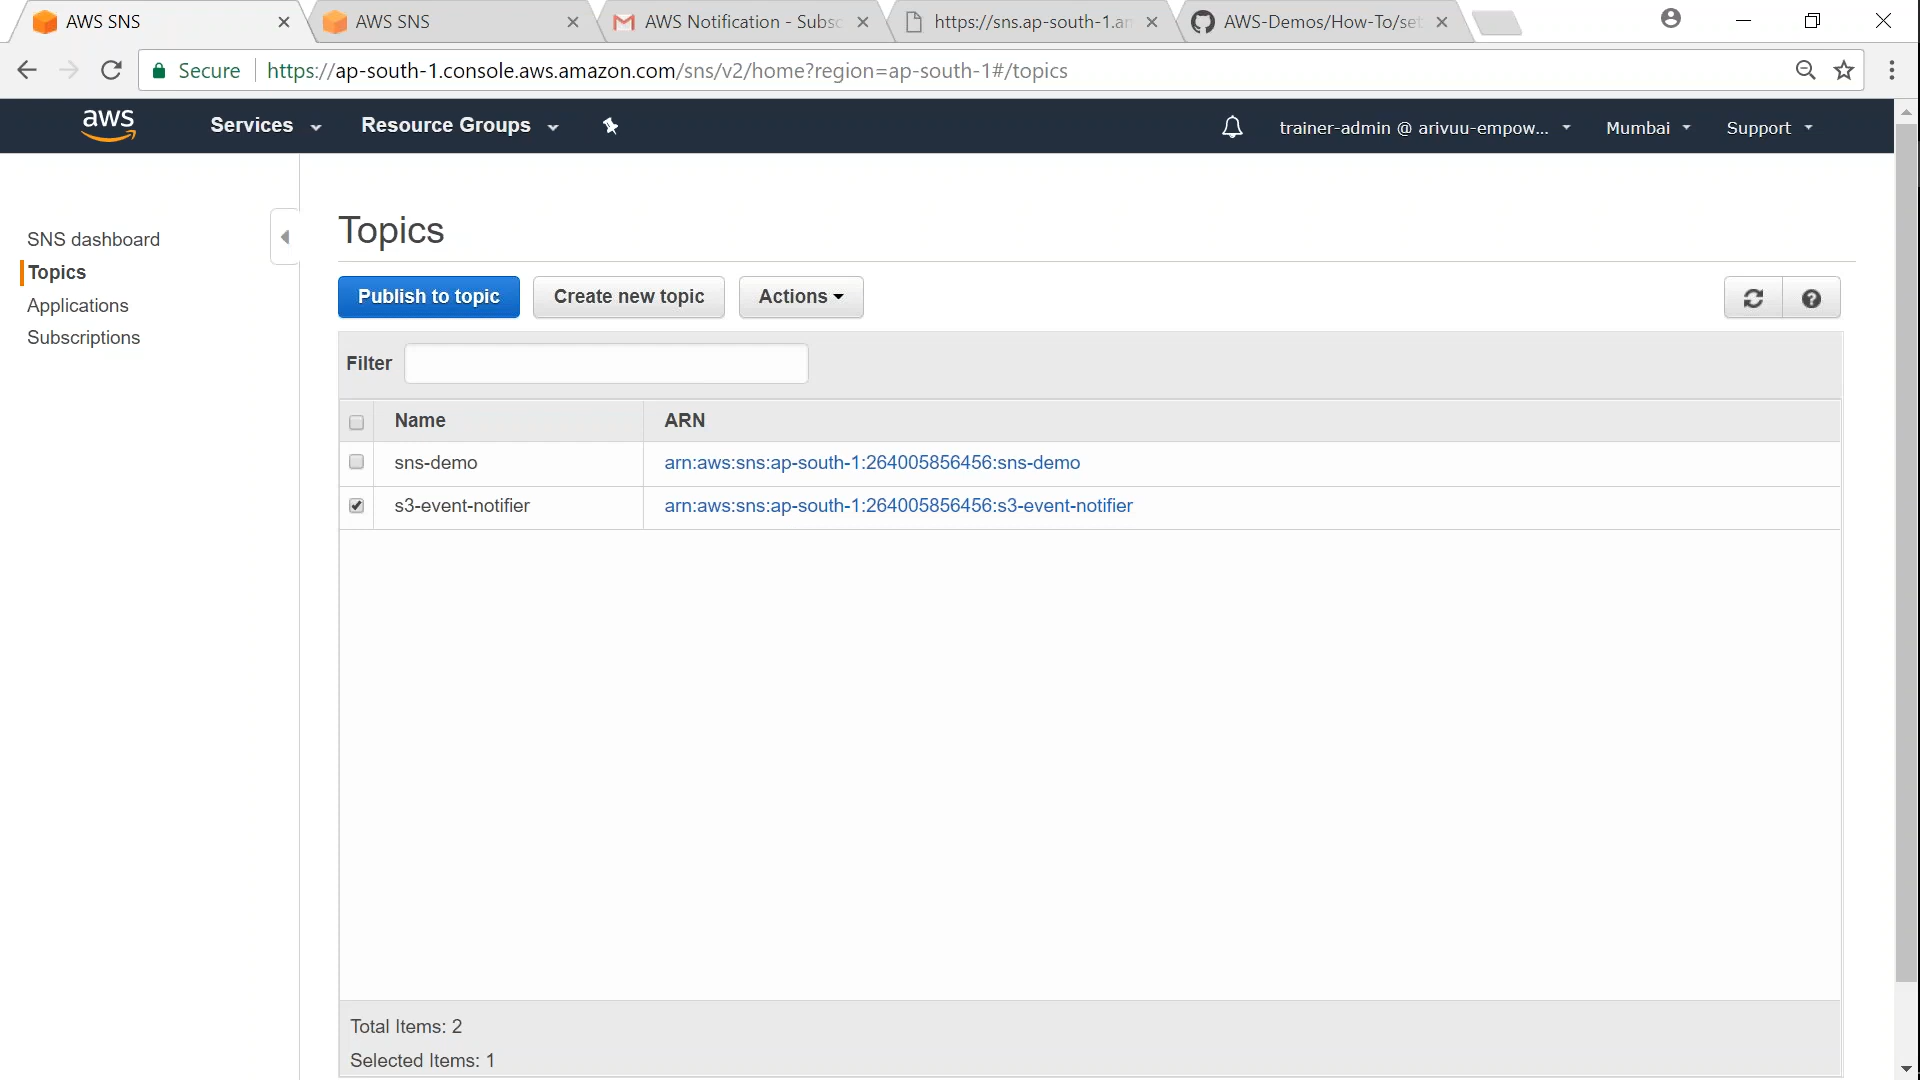 AWS SNS
AWS SNS
AWS Notification - Subsc
https://sns.ap-south-1.am
AWS-Demos/How-To/set
Secure
https://ap-south-1.console.aws.amazon.com/sns/v2/home?region=ap-south-1#/topics
aws
Services
Resource Groups
trainer-admin @ arivuu-empow...
Mumbai
Support
SNS dashboard
Topics
Applications
Subscriptions
Topics
Publish to topic
Create new topic
Actions
Filter
Name ARN
sns-demo arn:aws:sns:ap-south-1:264005856456:sns-demo
s3-event-notifier arn:aws:sns:ap-south-1:264005856456:s3-event-notifier
Total Items: 2
Selected Items: 1